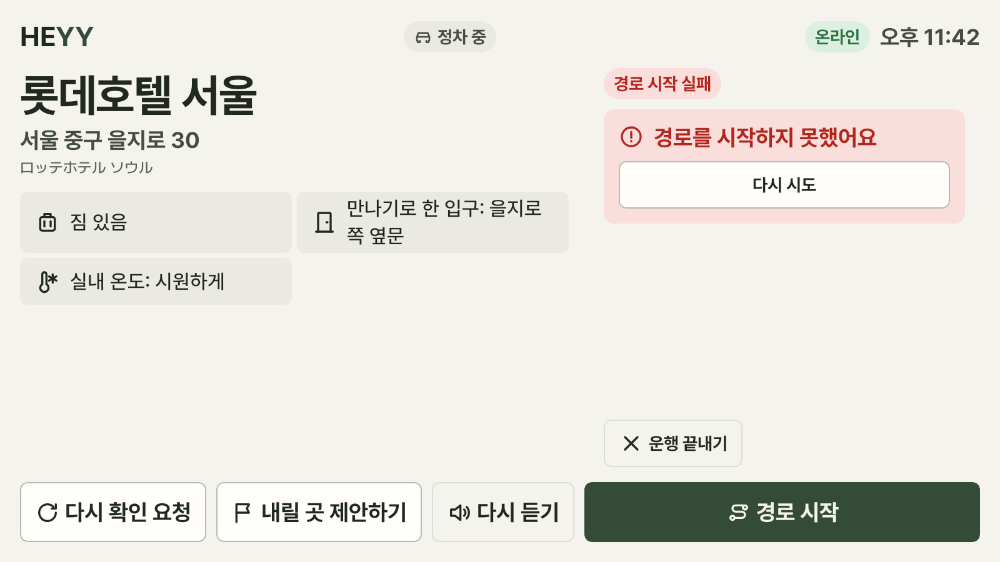 HEYY
정차 중
온라인
오후 11:42
롯데호텔 서울
서울 중구 을지로 30
ロッテホテル ソウル
짐 있음
만나기로 한 입구: 을지로
쪽 옆문
실내 온도: 시원하게
경로 시작 실패
경로를 시작하지 못했어요
다시 시도
운행 끝내기
다시 확인 요청
내릴 곳 제안하기
다시 듣기
경로 시작